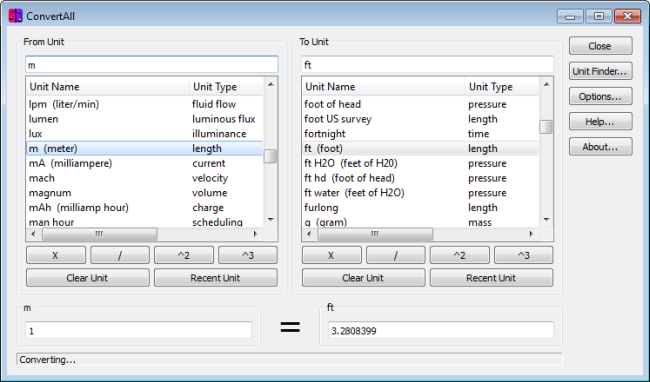 ConvertAll
From Unit
m
Unit Name Unit Type
lpm (liter/min) fluid flow
lumen luminous flux
lux illuminance
m (meter) length
mA (milliampere) current
mach velocity
magnum volume
mAh (milliamp hour) charge
man hour scheduling
X / ^2 ^3
Clear Unit Recent Unit
To Unit
ft
Unit Name Unit Type
foot of head pressure
foot US survey length
fortnight time
ft (foot) length
ft H2O (feet of H20) pressure
ft hd (foot of head) pressure
ft water (feet of H2O) pressure
furlong length
g (gram) mass
X / ^2 ^3
Clear Unit Recent Unit
Close
Unit Finder...
Options...
Help...
About...
m
1
=
ft
3.2808399
Converting...